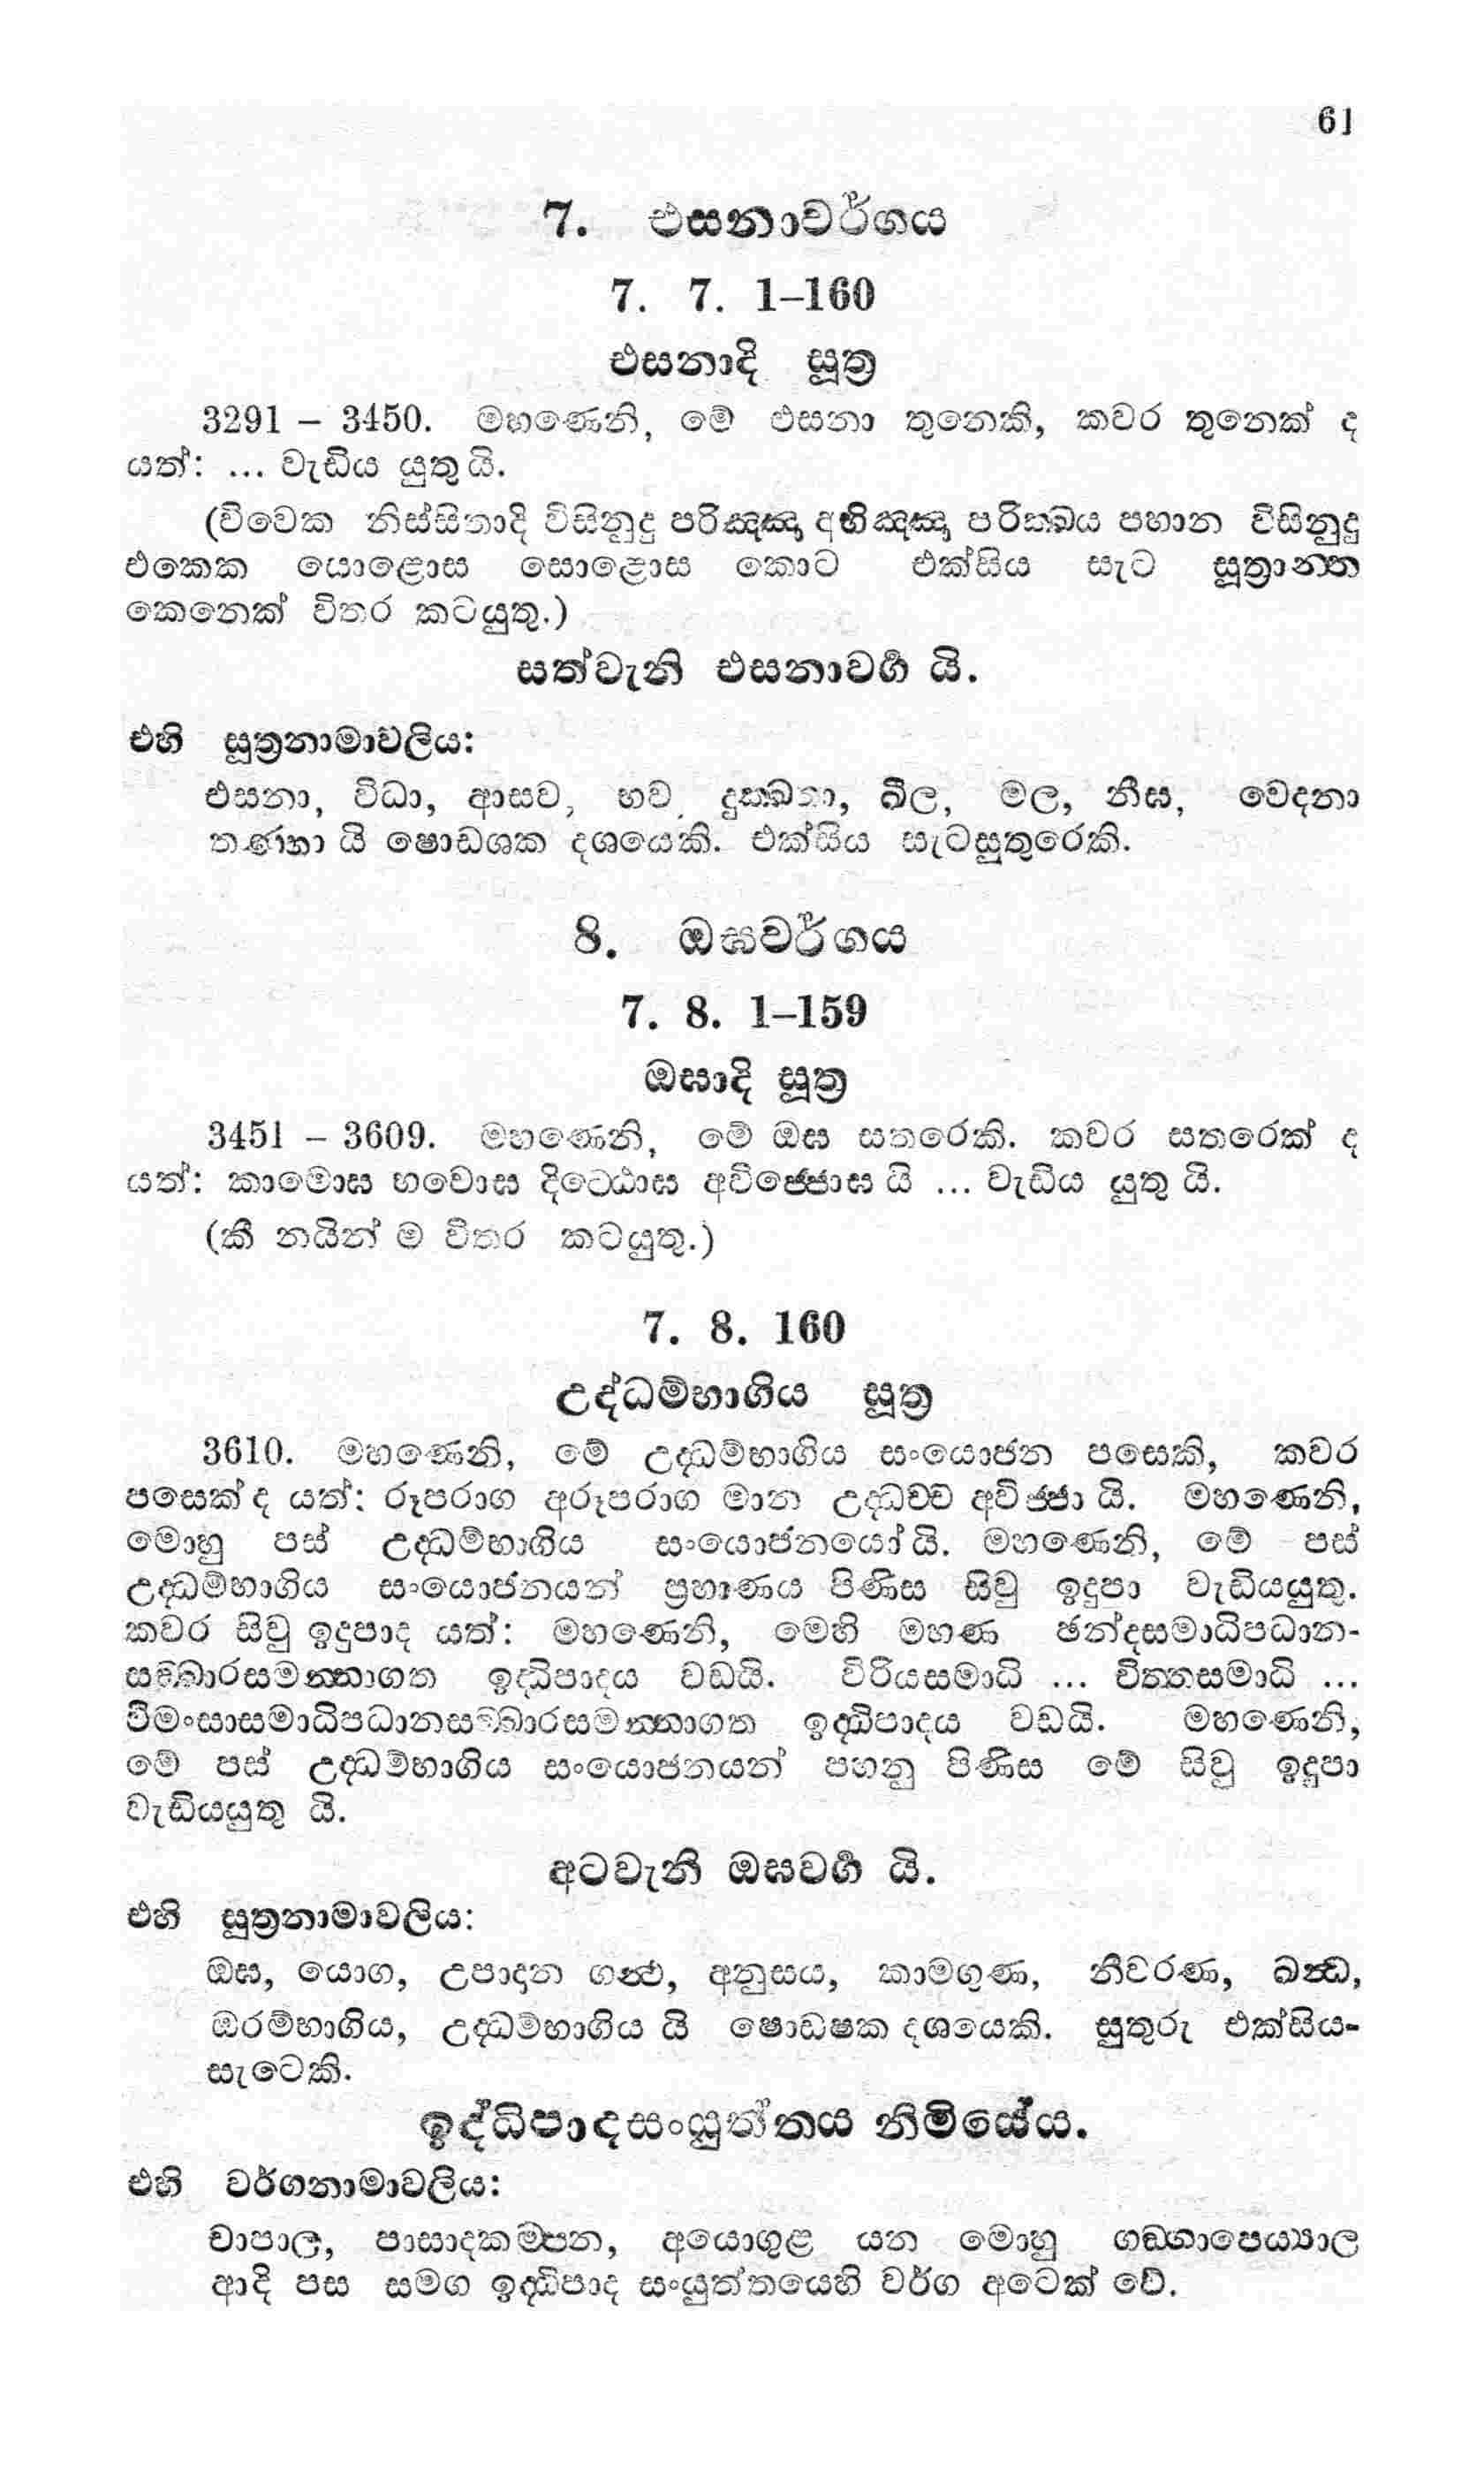 61
7. එසනාවර්ගය
7. 7. 1–160
එසනාදි සූත්‍ර
3291 – 3450. මහණෙනි, මේ එසනා තුනෙකි, කවර තුනෙක් ද
යත්: ... වැඩිය යුතු යි.
(විවෙක නිස්සිතාදි විසිනුදු පරිඤ්ඤා අභිඤ්ඤා පරික්ඛය පහාන විසිනුදු
එකෙක යොළොස සොළොස කොට එක්සිය සැට සූත්‍රාන්ත
කෙනෙක් විතර කටයුතු.)
සත්වැනි එසනාවර්ග යි.
එහි සූත්‍රනාමාවලිය:
එසනා, විධා, ආසව, භව, දුක්ඛතා, ඛීල, මල, නීඝ, වෙදනා
තණ්හා යි ෂොඩශක දශයෙකි. එක්සිය සැටසූතුරෙකි.
8. ඔඝවර්ගය
7. 8. 1–159
ඔඝාදි සූත්‍ර
3451 – 3609. මහණෙනි, මේ ඔඝ සතරෙකි. කවර සතරෙක් ද
යත්: කාමොඝ භවොඝ දිට්ඨොඝ අවිජ්ජොඝ යි ... වැඩිය යුතු යි.
(කී නයින් ම විතර කටයුතු.)
7. 8. 160
උද්ධම්භාගිය සූත්‍ර
3610. මහණෙනි, මේ උද්ධම්භාගිය සංයොජන පසෙකි, කවර
පසෙක් ද යත්: රූපරාග අරූපරාග මාන උද්ධච්ච අවිජ්ජා යි. මහණෙනි,
මොහු පස් උද්ධම්භාගිය සංයොජනයෝ යි. මහණෙනි, මේ පස්
උද්ධම්භාගිය සංයොජනයන් ප්‍රහාණය පිණිස සිවු ඉදුපා වැඩියයුතු.
කවර සිවු ඉදුපාද යත්: මහණෙනි, මෙහි මහණ ඡන්දසමාධිපධාන-
සඞ්ඛාරසමන්නාගත ඉද්ධිපාදය වඩයි. විරියසමාධි ... චිත්තසමාධි ...
වීමංසාසමාධිපධානසඞ්ඛාරසමන්නාගත ඉද්ධිපාදය වඩයි. මහණෙනි,
මේ පස් උද්ධම්භාගිය සංයොජනයන් පහනු පිණිස මේ සිවු ඉදුපා
වැඩියයුතු යි.
අටවැනි ඔඝවර්ග යි.
එහි සූත්‍රනාමාවලිය:
ඔඝ, යොග, උපාදාන ගන්ථ, අනුසය, කාමගුණ, නීවරණ, ඛන්ධ,
ඔරම්භාගිය, උද්ධම්භාගිය යි ෂොඩෂක දශයෙකි. සුතුරු එක්සිය-
සැටෙකි.
ඉද්ධිපාදසංයුත්තය නිමියේය.
එහි වර්ගනාමාවලිය:
චාපාල, පාසාදකම්පන, අයොගුළ යන මොහු ගඞ්ගාපෙය්‍යාල
ආදි පස සමග ඉද්ධිපාද සංයුත්තයෙහි වර්ග අටෙක් වේ.